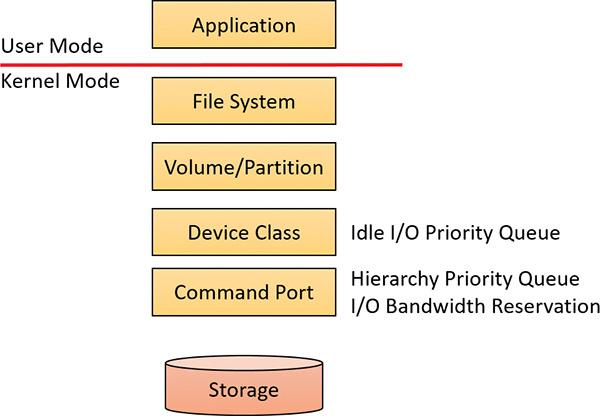 Application
User Mode
Kernel Mode
File System
Volume/Partition
Device Class
Idle I/O Priority Queue
Command Port
Hierarchy Priority Queue
I/O Bandwidth Reservation
Storage